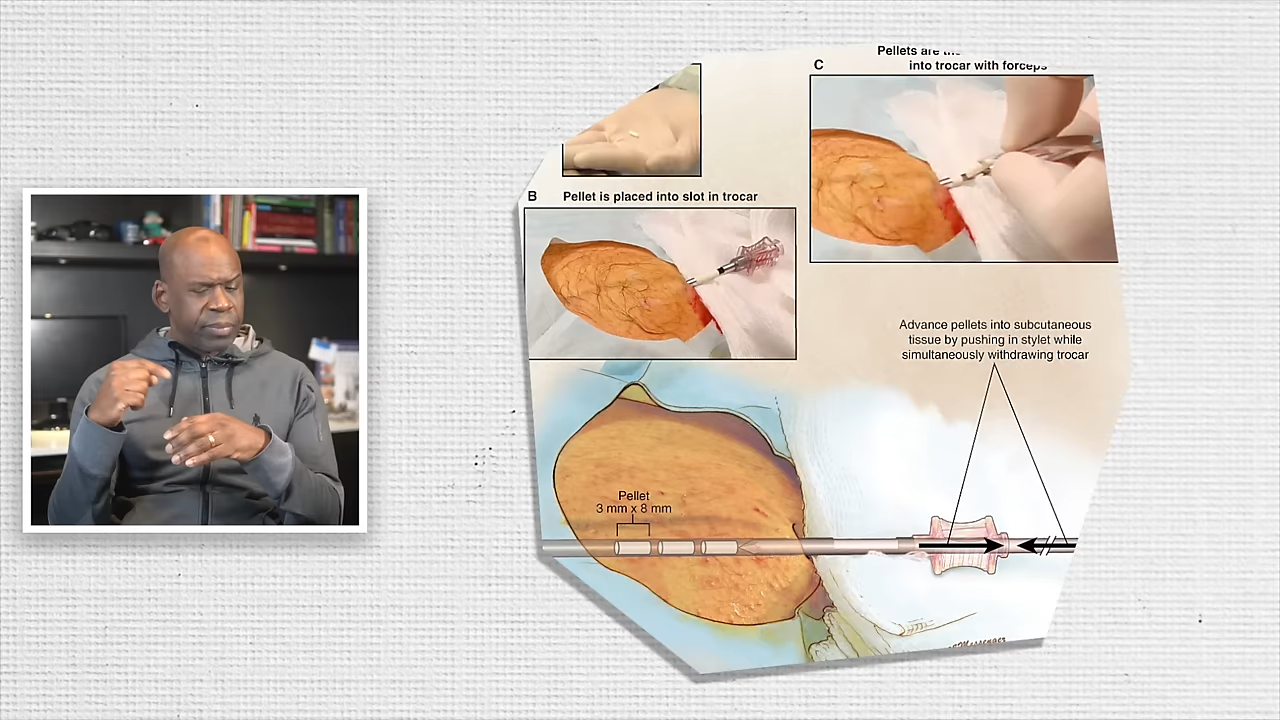 Pellets are
into trocar with forceps
C
B
Pellet is placed into slot in trocar
Advance pellets into subcutaneous
tissue by pushing in stylet while
simultaneously withdrawing trocar
Pellet
3 mm x 8 mm